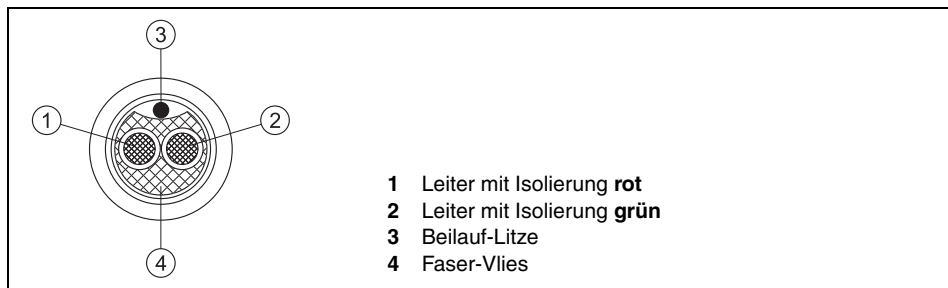 3
1
2
4
1 Leiter mit Isolierung rot
2 Leiter mit Isolierung grün
3 Beilauf-Litze
4 Faser-Vlies